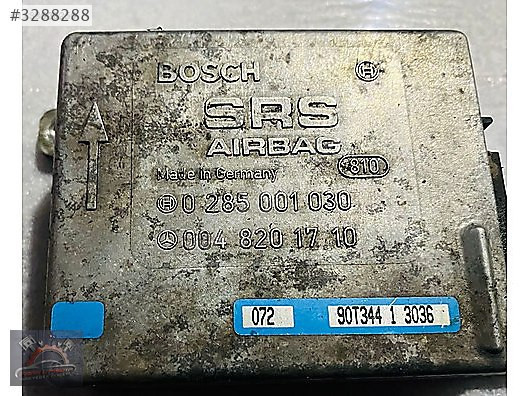 #3288288
BOSCH
SRS
AIRBAG
Made in Germany 810
0 285 001 030
004 820 17 10
072 90T344 1 3036